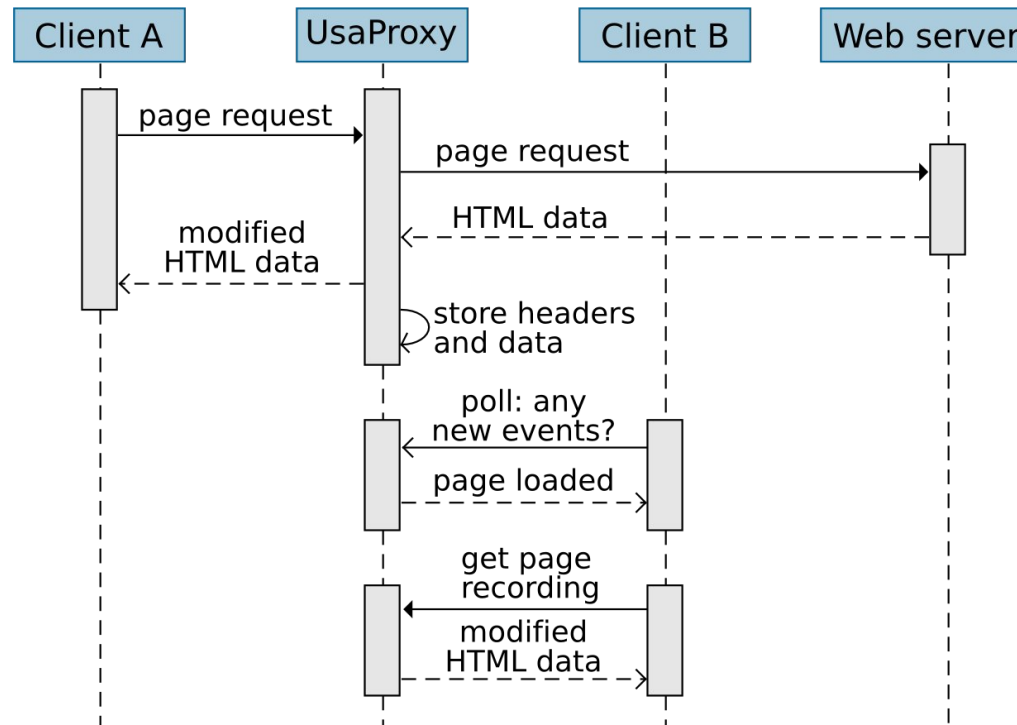 Client A
UsaProxy
Client B
Web server
page request
page request
HTML data
modified
HTML data
store headers
and data
poll: any
new events?
page loaded
get page
recording
modified
HTML data